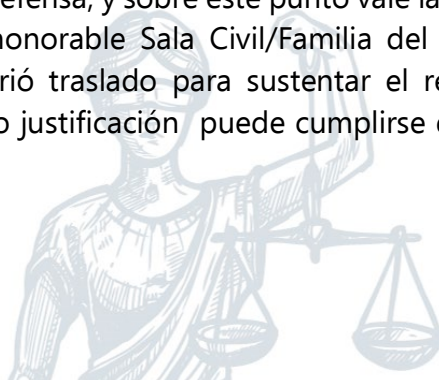 efensa, y sobre este punto vale la
honorable Sala Civil/Familia del
rió traslado para sustentar el re
o justificación puede cumplirse